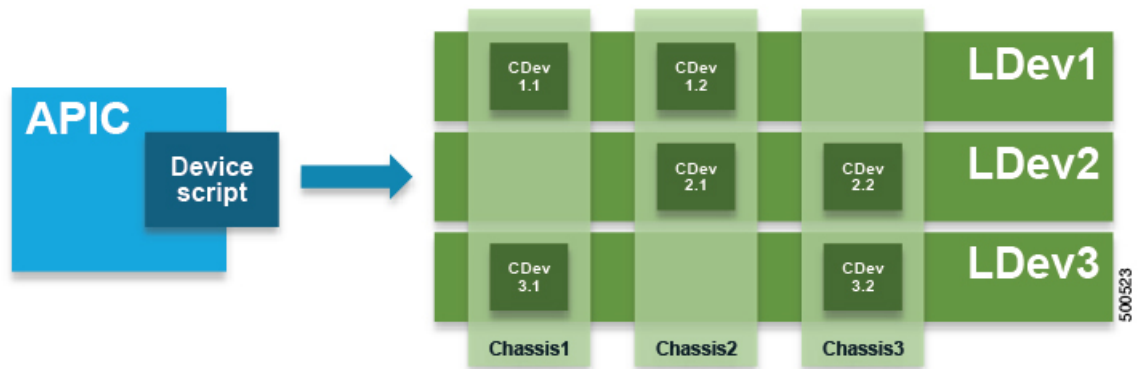 APIC
Device
script
CDev
1.1
CDev
1.2
LDev1
CDev
2.1
CDev
2.2
LDev2
CDev
3.1
CDev
3.2
LDev3
Chassis1
Chassis2
Chassis3
500523